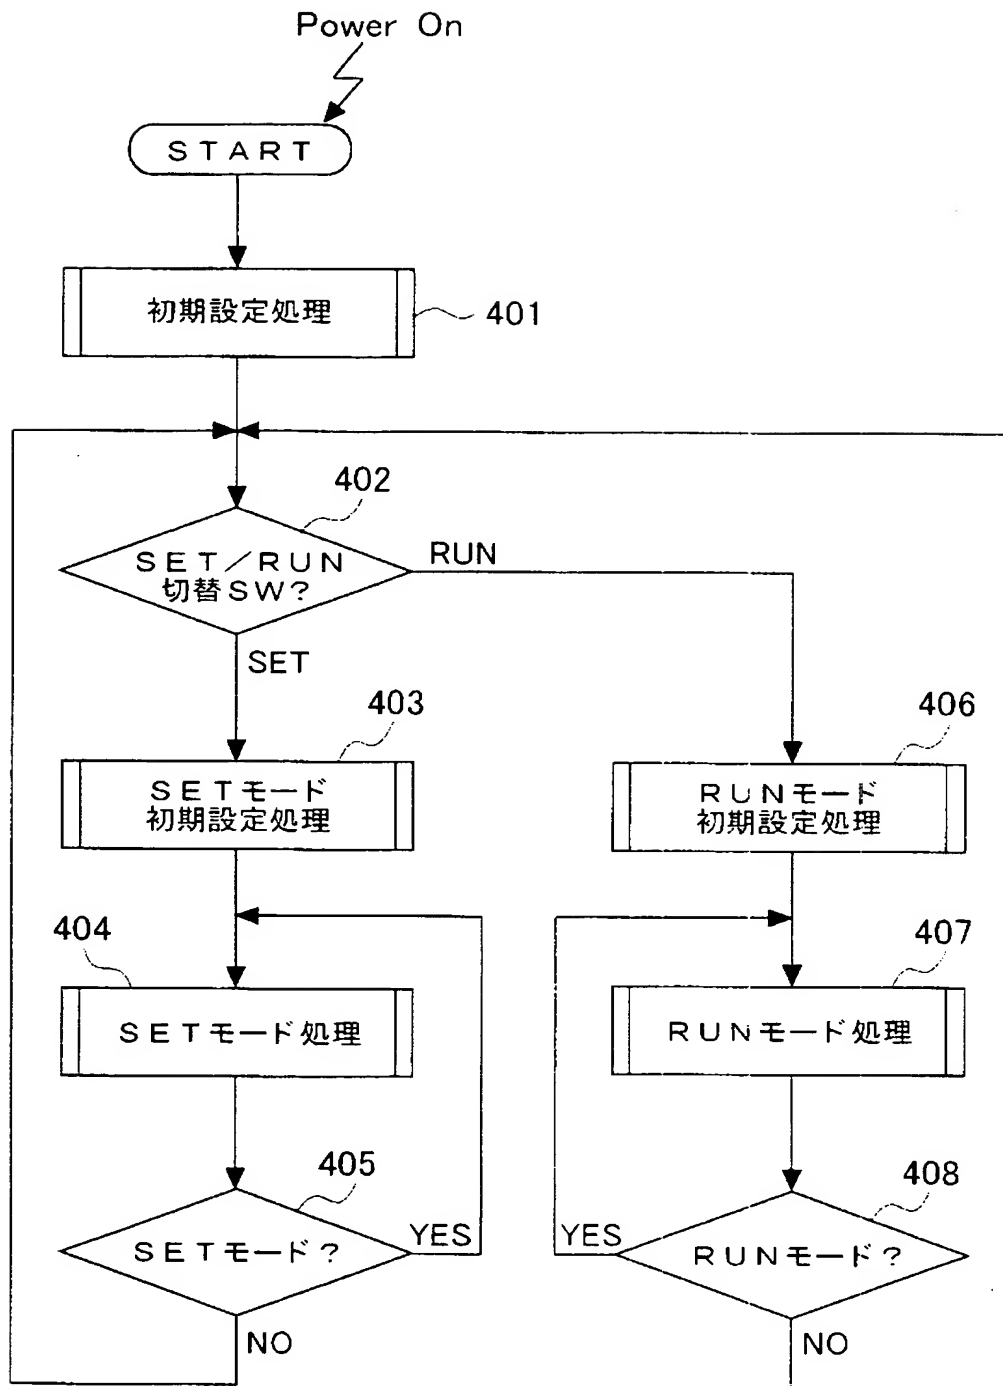 Power On
START
初期設定処理
401
402
SET／RUN
切替SW?
RUN
SET
403
SETモード
初期設定処理
406
RUNモード
初期設定処理
404
SETモード処理
407
RUNモード処理
405
SETモード?
YES
NO
408
RUNモード?
YES
NO